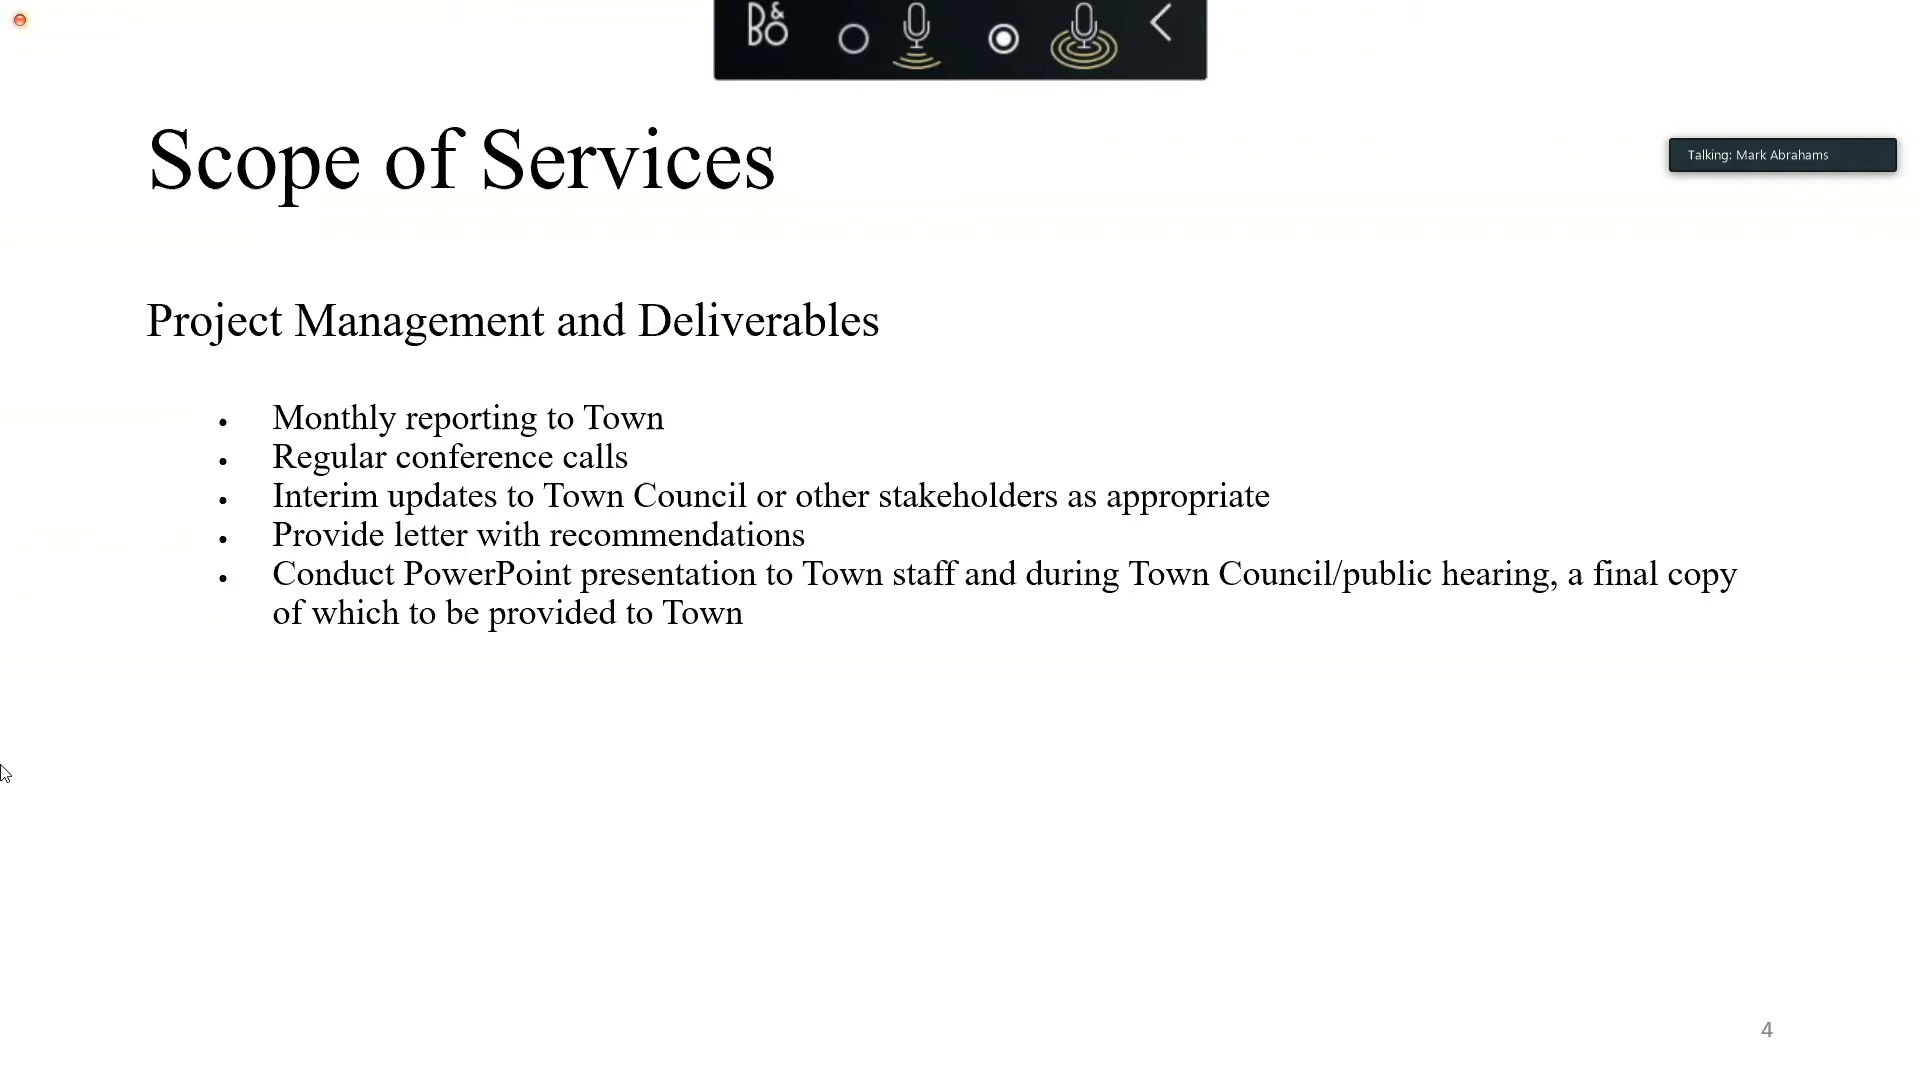 B&O
Scope of Services
Talking: Mark Abrahams
Project Management and Deliverables
• Monthly reporting to Town
• Regular conference calls
• Interim updates to Town Council or other stakeholders as appropriate
• Provide letter with recommendations
• Conduct PowerPoint presentation to Town staff and during Town Council/public hearing, a final copy
of which to be provided to Town
4